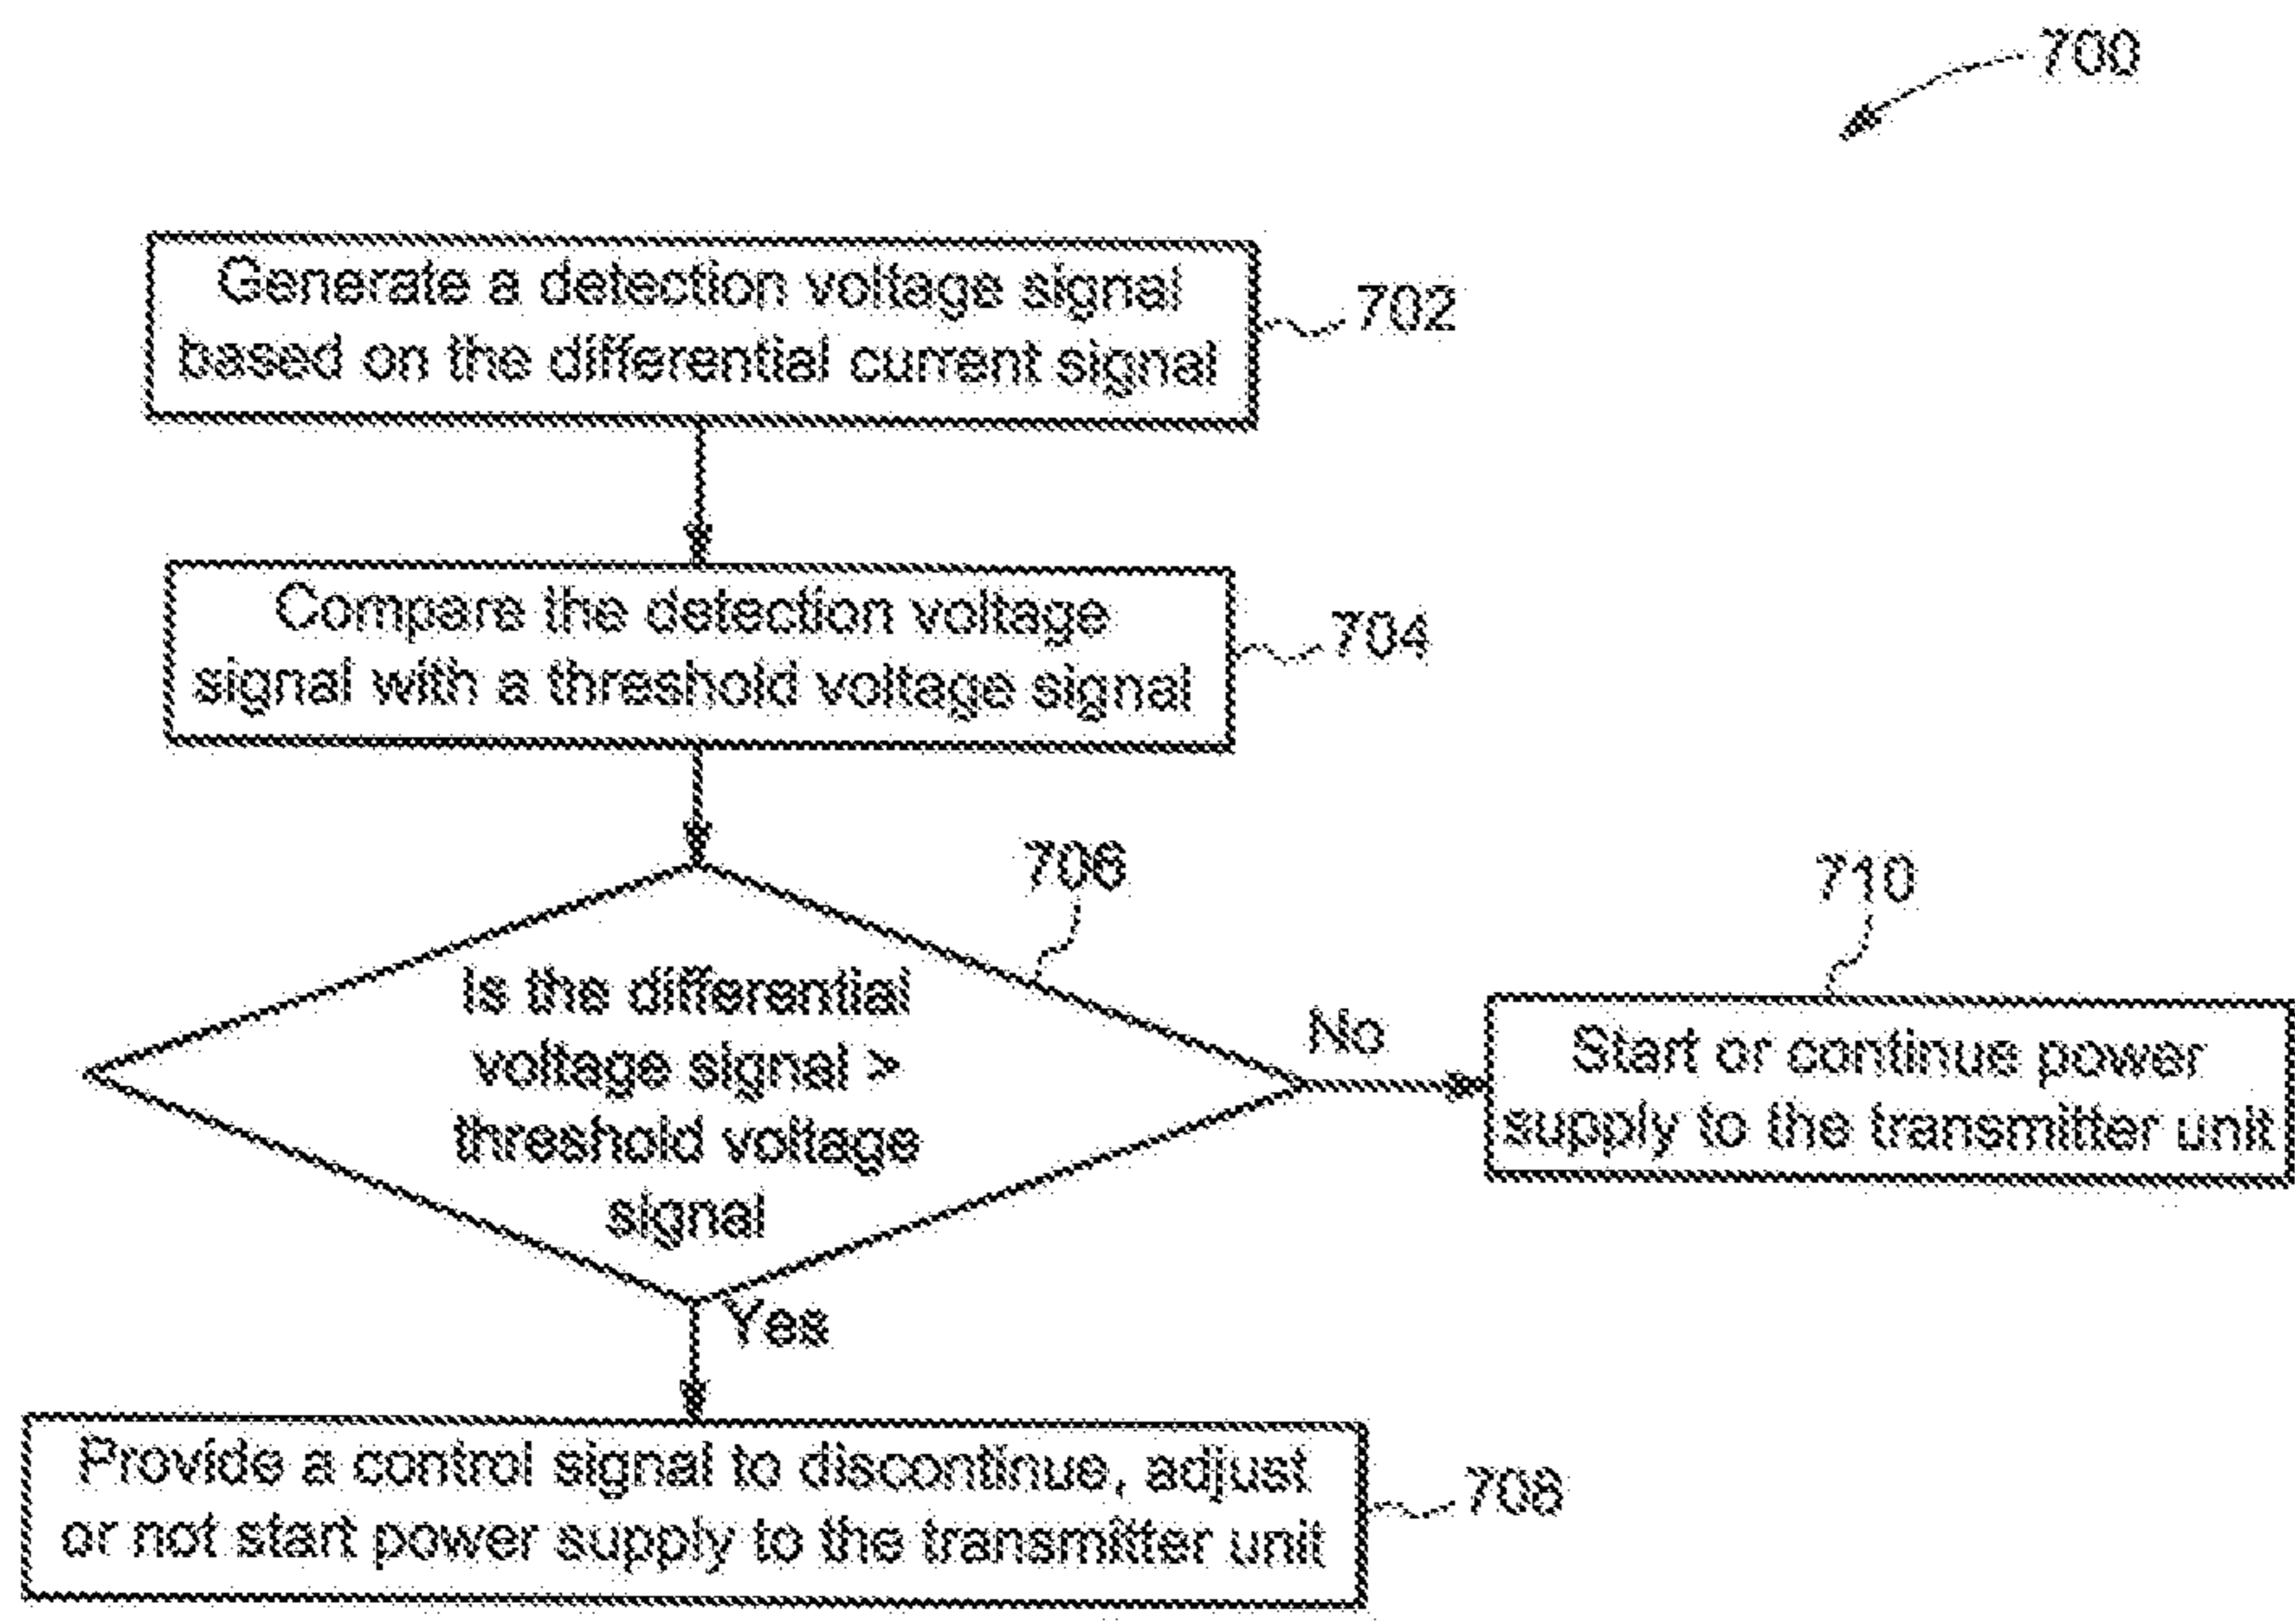 700
Generate a detection voltage signal
based on the differential current signal
702
Compare the detection voltage
signal with a threshold voltage signal
704
706
Is the differential
voltage signal >
threshold voltage
signal
No
710
Start or continue power
supply to the transmitter unit
Yes
Provide a control signal to discontinue, adjust
or not start power supply to the transmitter unit
708